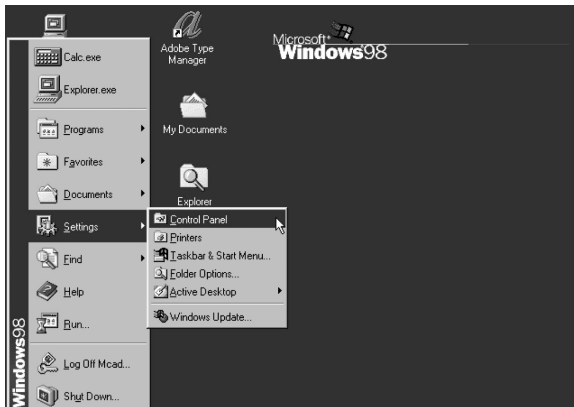 Calc.exe
Explorer.exe
Programs
Favorites
Documents
Settings
Find
Help
Run...
Log Off Mcad...
Shut Down...
Windows98
Adobe Type
Manager
My Documents
Explorer
Control Panel
Printers
Taskbar & Start Menu...
Folder Options...
Active Desktop
Windows Update...
Microsoft
Windows98